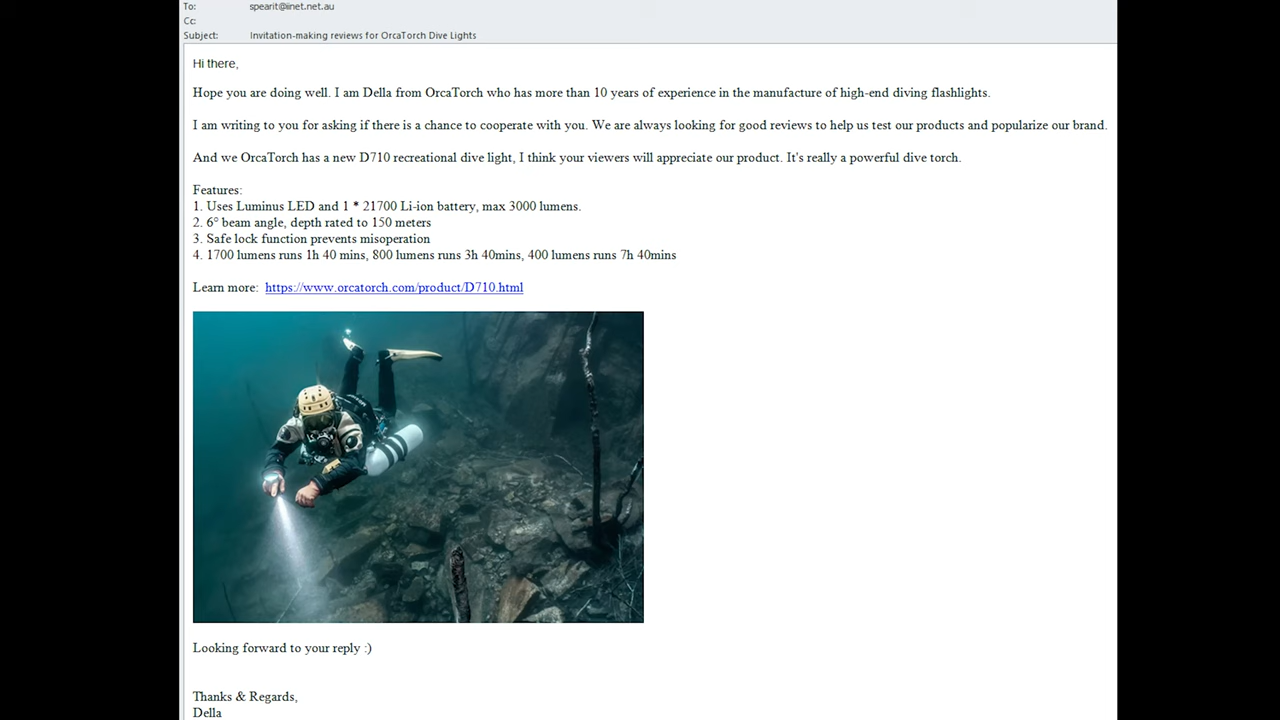 To: spearit@iinet.net.au
Cc:
Subject: Invitation-making reviews for OrcaTorch Dive Lights
Hi there,
Hope you are doing well. I am Della from OrcaTorch who has more than 10 years of experience in the manufacture of high-end diving flashlights.
I am writing to you for asking if there is a chance to cooperate with you. We are always looking for good reviews to help us test our products and popularize our brand.
And we OrcaTorch has a new D710 recreational dive light, I think your viewers will appreciate our product. It's really a powerful dive torch.
Features:
1. Uses Luminus LED and 1 * 21700 Li-ion battery, max 3000 lumens.
2. 6° beam angle, depth rated to 150 meters
3. Safe lock function prevents misoperation
4. 1700 lumens runs 1h 40 mins, 800 lumens runs 3h 40mins, 400 lumens runs 7h 40mins
Learn more: https://www.orcatorch.com/product/D710.html
Looking forward to your reply :)
Thanks & Regards,
Della